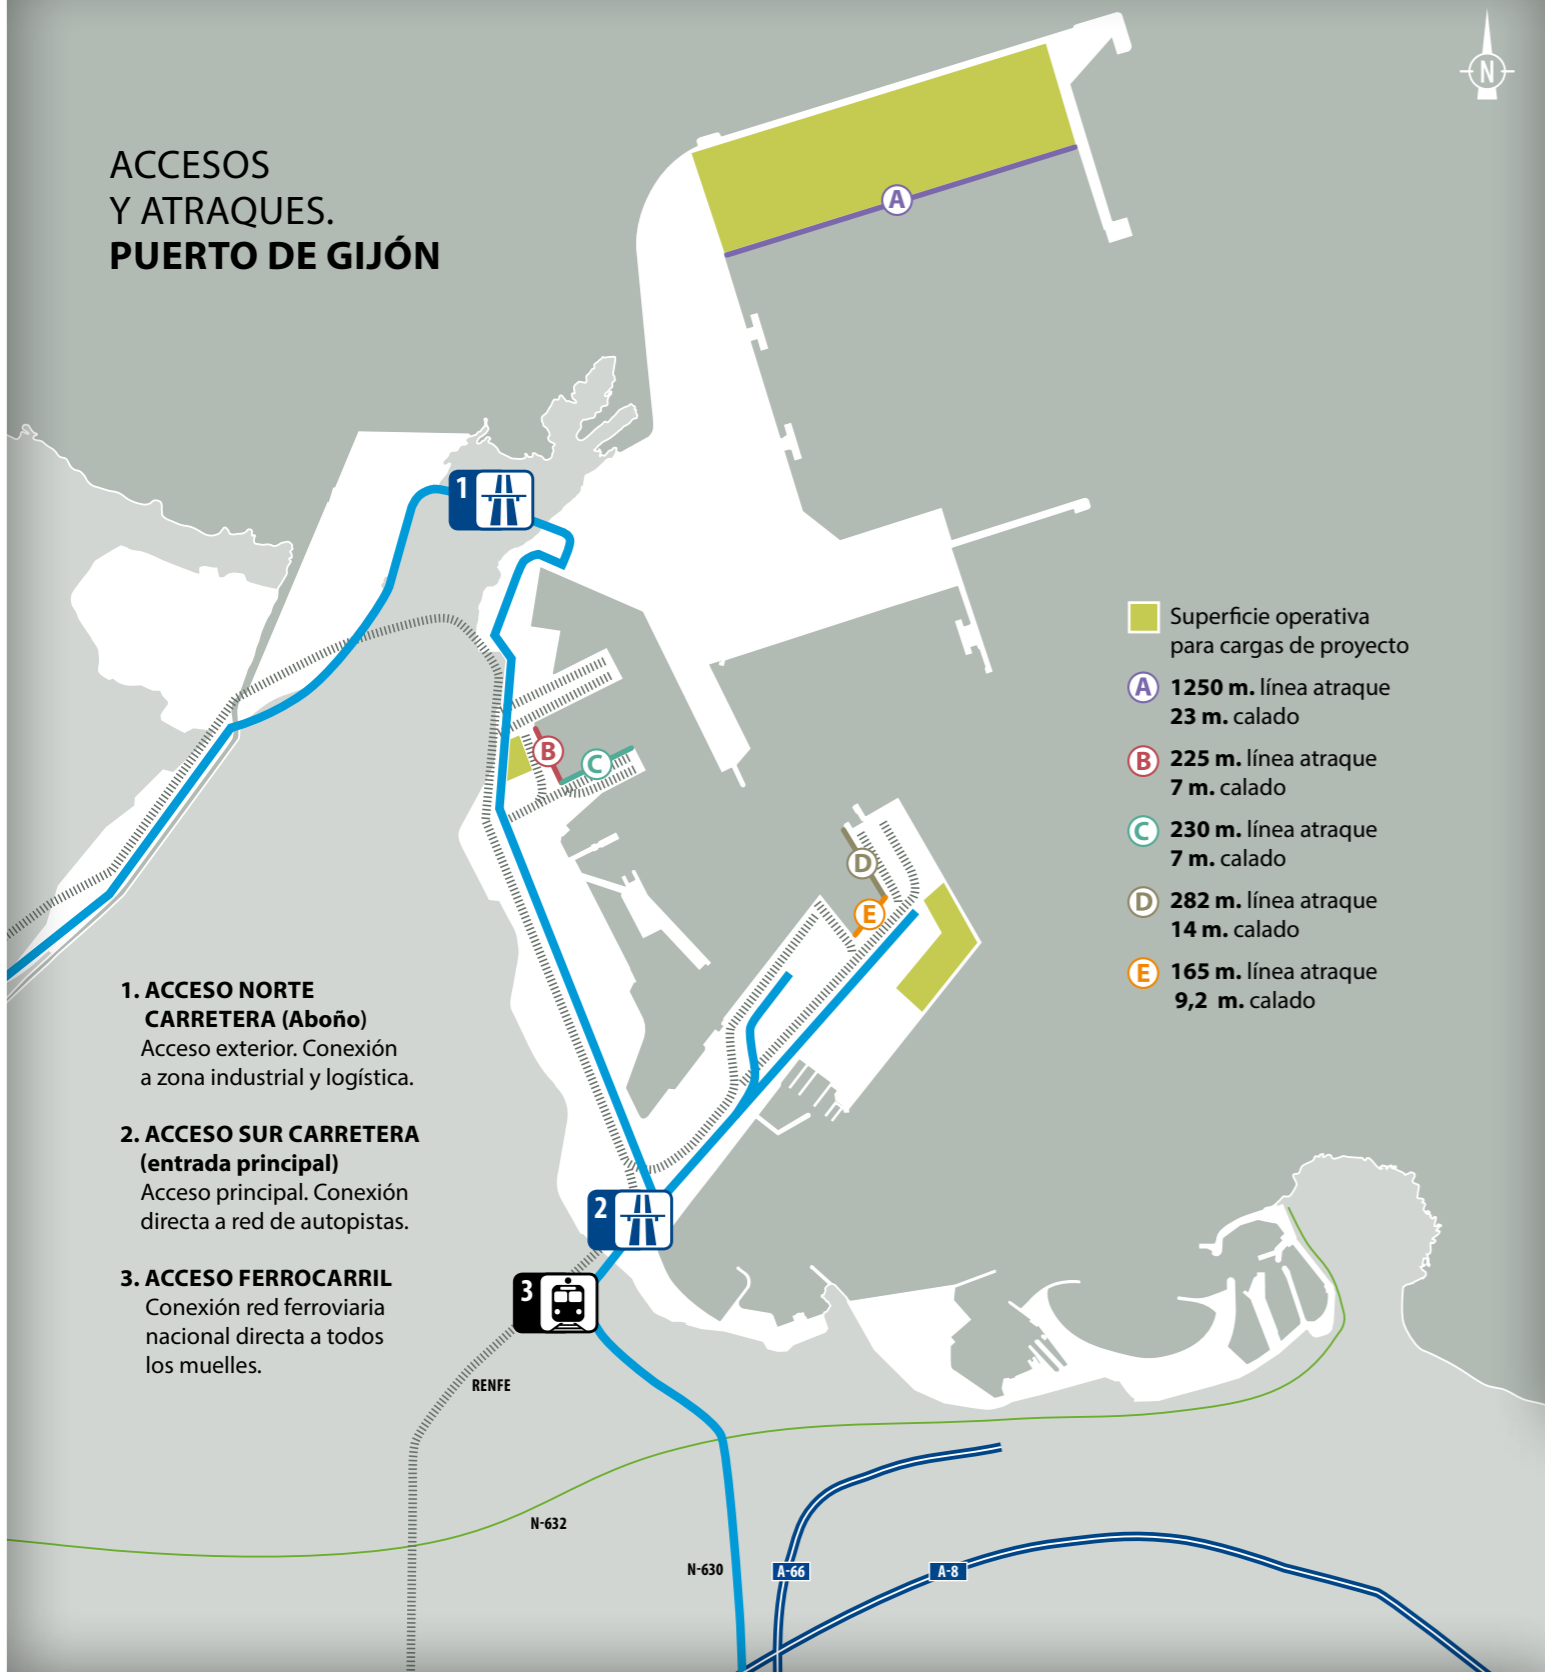 ACCESOS
Y ATRAQUES.
PUERTO DE GIJÓN
N
A
1
B
C
D
E
Superficie operativa
para cargas de proyecto
A 1250 m. línea atraque
23 m. calado
B 225 m. línea atraque
7 m. calado
C 230 m. línea atraque
7 m. calado
D 282 m. línea atraque
14 m. calado
E 165 m. línea atraque
9,2 m. calado
1. ACCESO NORTE
CARRETERA (Aboño)
Acceso exterior. Conexión
a zona industrial y logística.
2. ACCESO SUR CARRETERA
(entrada principal)
Acceso principal. Conexión
directa a red de autopistas.
3. ACCESO FERROCARRIL
Conexión red ferroviaria
nacional directa a todos
los muelles.
2
3
RENFE
N-632
N-630
A-66
A-8